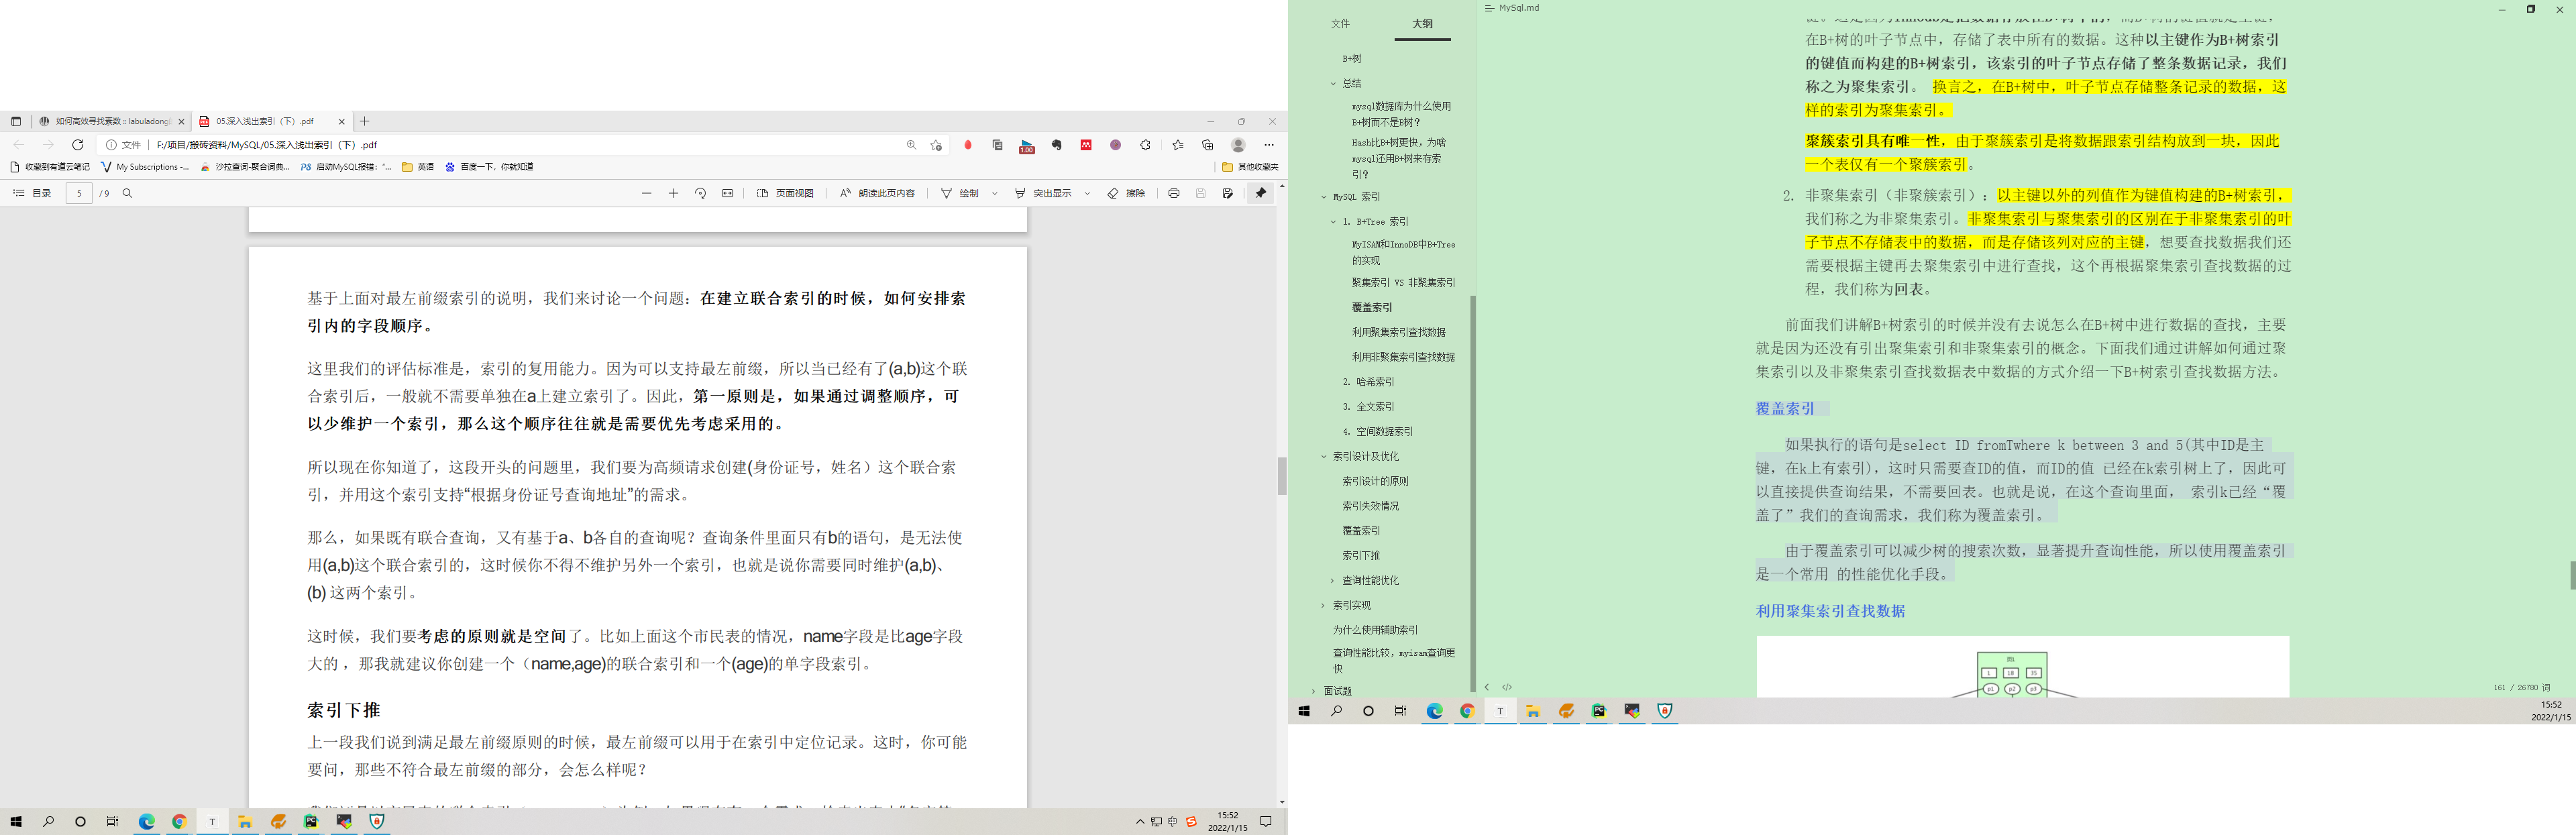 如何高效寻找素数 :: labuladong
05.深入浅出索引（下）.pdf
文件
F:/项目/搬砖资料/MySQL/05.深入浅出索引（下）.pdf
1.00
收藏到有道云笔记
My Subscriptions -...
沙拉查词-聚合词典...
启动MySQL报错："...
英语
百度一下，你就知道
其他收藏夹
目录
5
/ 9
页面视图
朗读此页内容
绘制
突出显示
擦除
基于上面对最左前缀索引的说明，我们来讨论一个问题：在建立联合索引的时候，如何安排索
引内的字段顺序。
这里我们的评估标准是，索引的复用能力。因为可以支持最左前缀，所以当已经有了(a,b)这个联
合索引后，一般就不需要单独在a上建立索引了。因此，第一原则是，如果通过调整顺序，可
以少维护一个索引，那么这个顺序往往就是需要优先考虑采用的。
所以现在你知道了，这段开头的问题里，我们要为高频请求创建(身份证号，姓名）这个联合索
引，并用这个索引支持“根据身份证号查询地址”的需求。
那么，如果既有联合查询，又有基于a、b各自的查询呢？查询条件里面只有b的语句，是无法使
用(a,b)这个联合索引的，这时候你不得不维护另外一个索引，也就是说你需要同时维护(a,b)、
(b) 这两个索引。
这时候，我们要考虑的原则就是空间了。比如上面这个市民表的情况，name字段是比age字段
大的 ，那我就建议你创建一个（name,age)的联合索引和一个(age)的单字段索引。
索引下推
上一段我们说到满足最左前缀原则的时候，最左前缀可以用于在索引中定位记录。这时，你可能
要问，那些不符合最左前缀的部分，会怎么样呢？
中
15:52
2022/1/15
文件
大纲
B+树
总结
mysql数据库为什么使用
B+树而不是B树？
Hash比B+树更快，为啥
mysql还用B+树来存索
引？
MySQL 索引
1. B+Tree 索引
MyISAM和InnoDB中B+Tree
的实现
聚集索引 VS 非聚集索引
覆盖索引
利用聚集索引查找数据
利用非聚集索引查找数据
2. 哈希索引
3. 全文索引
4. 空间数据索引
索引设计及优化
索引设计的原则
索引失效情况
覆盖索引
索引下推
查询性能优化
索引实现
为什么使用辅助索引
查询性能比较，myisam查询更
快
面试题
MySql.md
在B+树的叶子节点中，存储了表中所有的数据。这种以主键作为B+树索引
的键值而构建的B+树索引，该索引的叶子节点存储了整条数据记录，我们
称之为聚集索引。 换言之，在B+树中，叶子节点存储整条记录的数据，这
样的索引为聚集索引。
聚簇索引具有唯一性，由于聚簇索引是将数据跟索引结构放到一块，因此
一个表仅有一个聚簇索引。
2. 非聚集索引（非聚簇索引）：以主键以外的列值作为键值构建的B+树索引，
我们称之为非聚集索引。非聚集索引与聚集索引的区别在于非聚集索引的叶
子节点不存储表中的数据，而是存储该列对应的主键，想要查找数据我们还
需要根据主键再去聚集索引中进行查找，这个再根据聚集索引查找数据的过
程，我们称为回表。
前面我们讲解B+树索引的时候并没有去说怎么在B+树中进行数据的查找，主要
就是因为还没有引出聚集索引和非聚集索引的概念。下面我们通过讲解如何通过聚
集索引以及非聚集索引查找数据表中数据的方式介绍一下B+树索引查找数据方法。
覆盖索引
如果执行的语句是select ID fromTwhere k between 3 and 5(其中ID是主
键，在k上有索引)，这时只需要查ID的值，而ID的值 已经在k索引树上了，因此可
以直接提供查询结果，不需要回表。也就是说，在这个查询里面， 索引k已经“覆
盖了”我们的查询需求，我们称为覆盖索引。
由于覆盖索引可以减少树的搜索次数，显著提升查询性能，所以使用覆盖索引
是一个常用 的性能优化手段。
利用聚集索引查找数据
1 18 35
p1 p2 p3
161 / 26780 词
15:52
2022/1/15